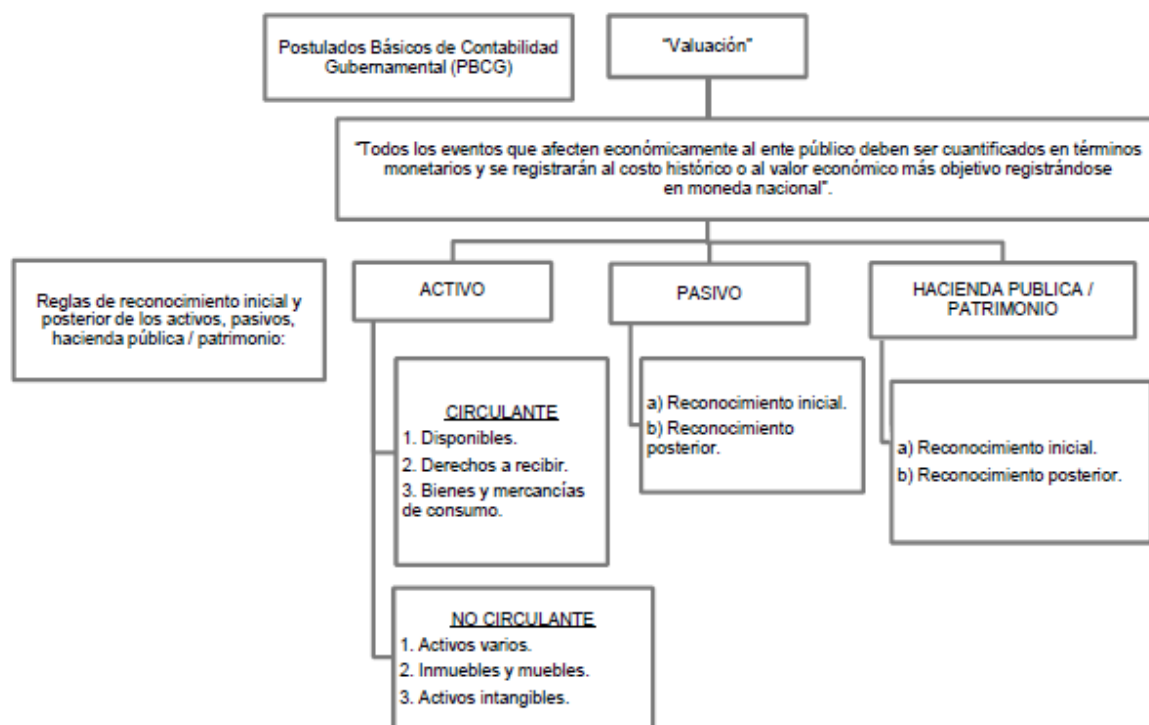 Postulados Básicos de Contabilidad
Gubernamental (PBCG)
"Valuación"
"Todos los eventos que afecten económicamente al ente público deben ser cuantificados en términos
monetarios y se registrarán al costo histórico o al valor económico más objetivo registrándose
en moneda nacional".
Reglas de reconocimiento inicial y
posterior de los activos, pasivos,
hacienda pública / patrimonio:
ACTIVO
PASIVO
HACIENDA PUBLICA /
PATRIMONIO
CIRCULANTE
1. Disponibles.
2. Derechos a recibir.
3. Bienes y mercancías
de consumo.
a) Reconocimiento inicial.
b) Reconocimiento
posterior.
a) Reconocimiento inicial.
b) Reconocimiento posterior.
NO CIRCULANTE
1. Activos varios.
2. Inmuebles y muebles.
3. Activos intangibles.